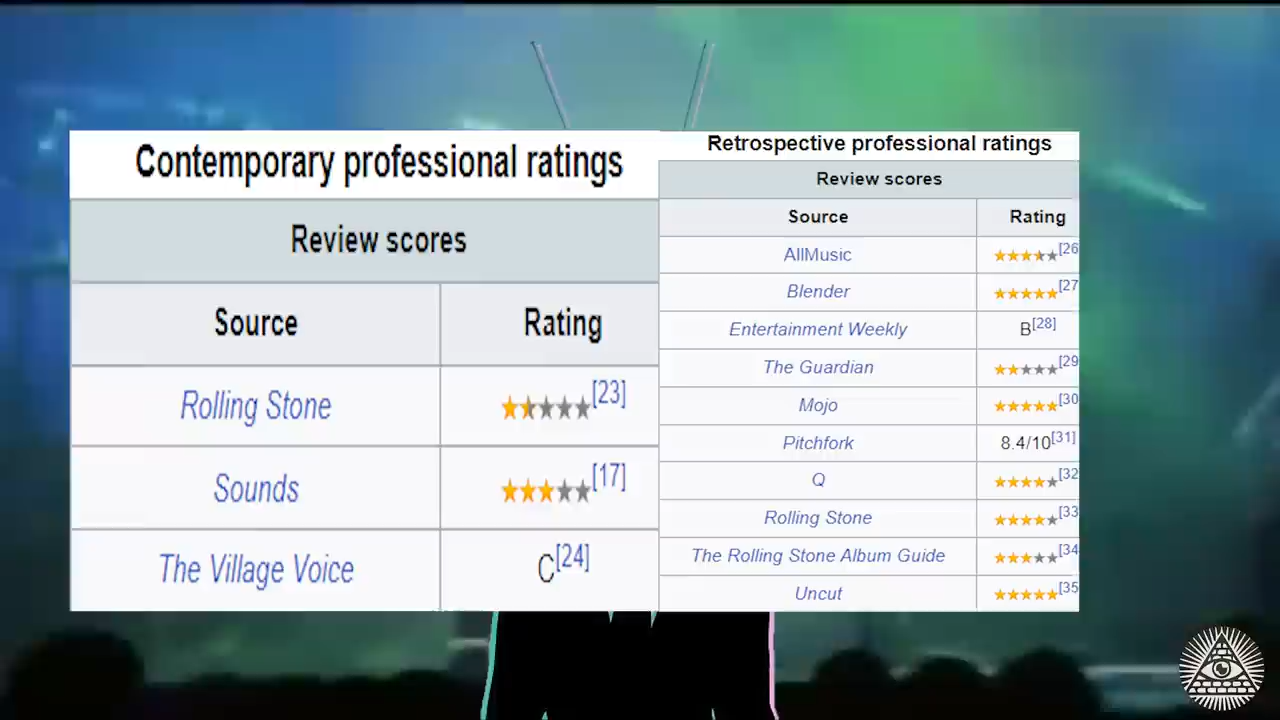 Contemporary professional ratings
Review scores
Source Rating
Rolling Stone [23]
Sounds [17]
The Village Voice C[24]
Retrospective professional ratings
Review scores
Source Rating
AllMusic [26
Blender [27
Entertainment Weekly B[28]
The Guardian [29
Mojo [30
Pitchfork 8.4/10[31]
Q [32
Rolling Stone [33
The Rolling Stone Album Guide [34
Uncut [35